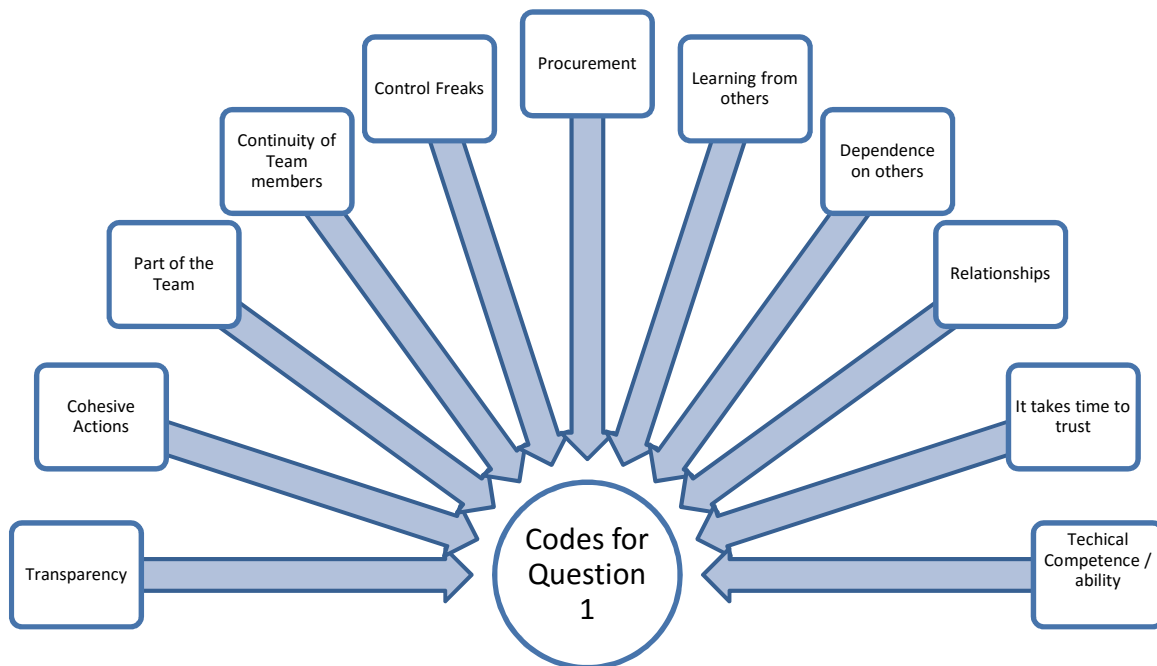 Transparency
Cohesive
Actions
Part of the
Team
Continuity of
Team
members
Control Freaks
Procurement
Learning from
others
Dependence
on others
Relationships
It takes time to
trust
Techical
Competence /
ability
Codes for
Question
1